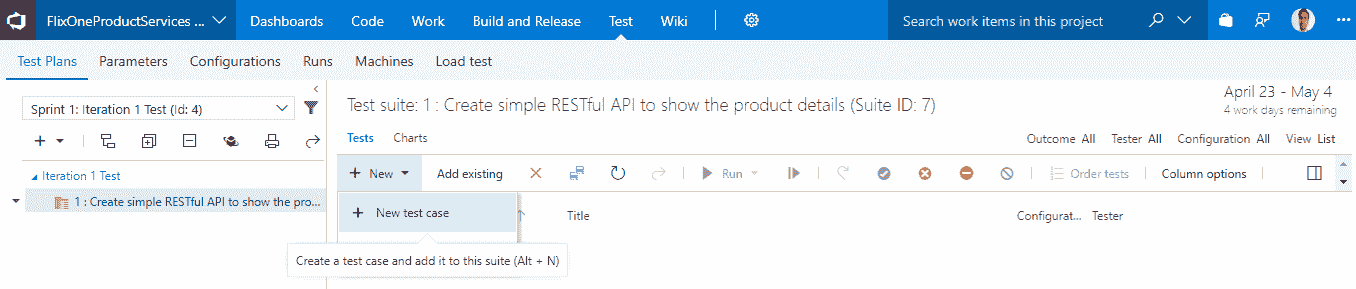 FlixOneProductServices ... Dashboards Code Work Build and Release Test Wiki Search work items in this project ...
Test Plans Parameters Configurations Runs Machines Load test
Sprint 1: Iteration 1 Test (Id: 4)
Test suite: 1 : Create simple RESTful API to show the product details (Suite ID: 7)
April 23 - May 4
4 work days remaining
Tests Charts
Outcome All Tester All Configuration All View List
Iteration 1 Test
1 : Create simple RESTful API to show the pro...
+ New Add existing Run Order tests Column options
+ New test case
Title Configurat... Tester
Create a test case and add it to this suite (Alt + N)